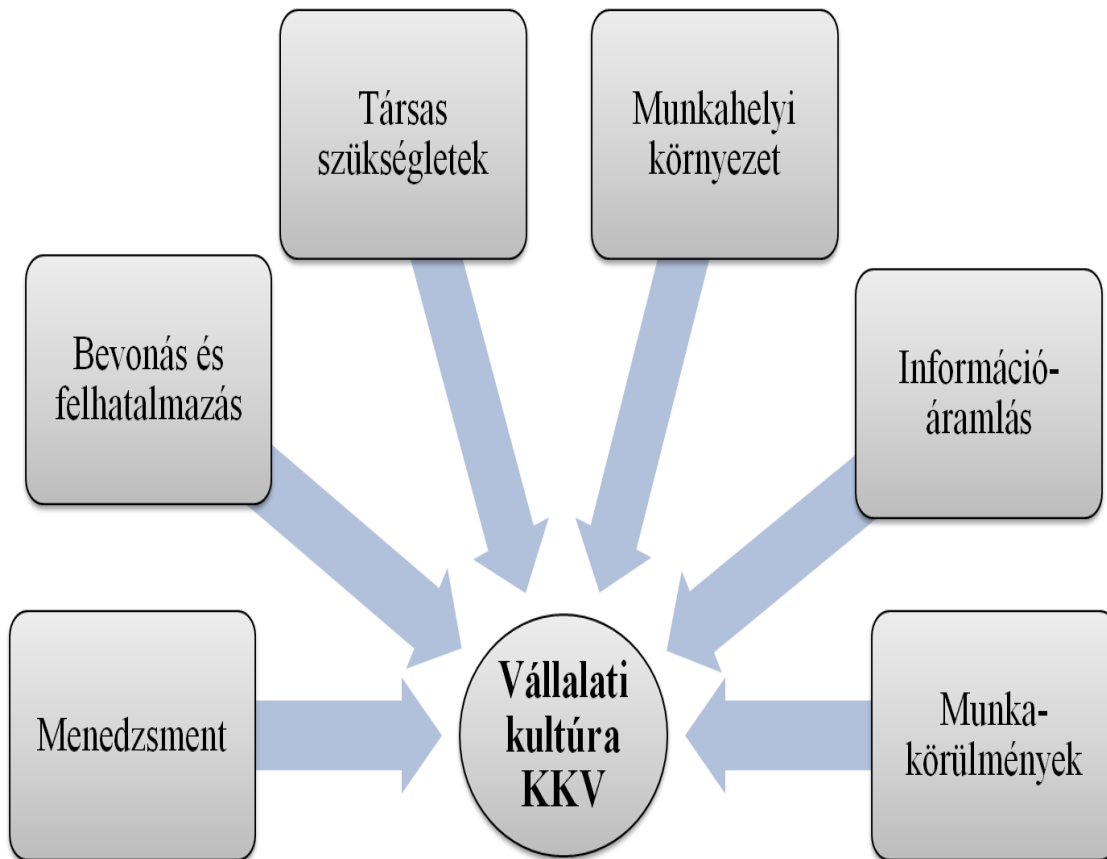 Társas
szükségletek
Munkahelyi
környezet
Bevonás és
felhatalmazás
Információ-
áramlás
Menedzsment
Vállalati
kultúra
KKV
Munka-
körülmények